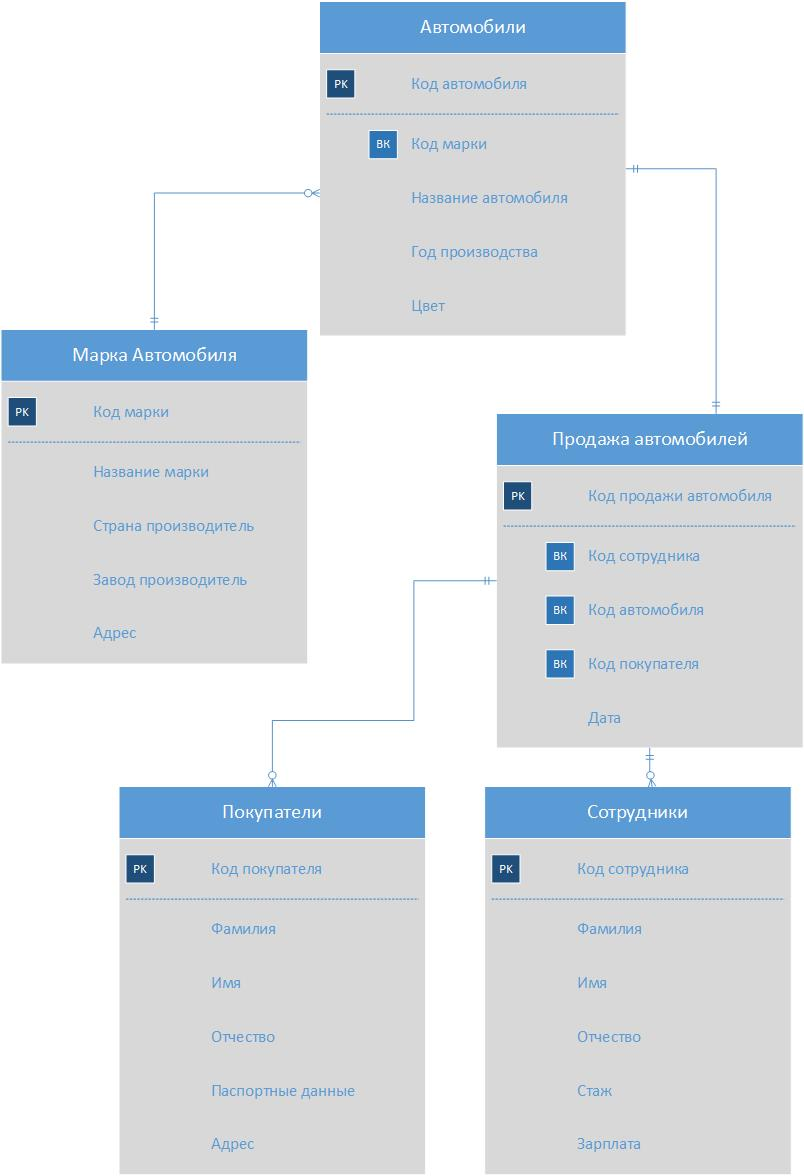 Автомобили
PK Код автомобиля
ВК Код марки
Название автомобиля
Год производства
Цвет
Марка Автомобиля
PK Код марки
Название марки
Страна производитель
Завод производитель
Адрес
Продажа автомобилей
PK Код продажи автомобиля
ВК Код сотрудника
ВК Код автомобиля
ВК Код покупателя
Дата
Покупатели
PK Код покупателя
Фамилия
Имя
Отчество
Паспортные данные
Адрес
Сотрудники
PK Код сотрудника
Фамилия
Имя
Отчество
Стаж
Зарплата